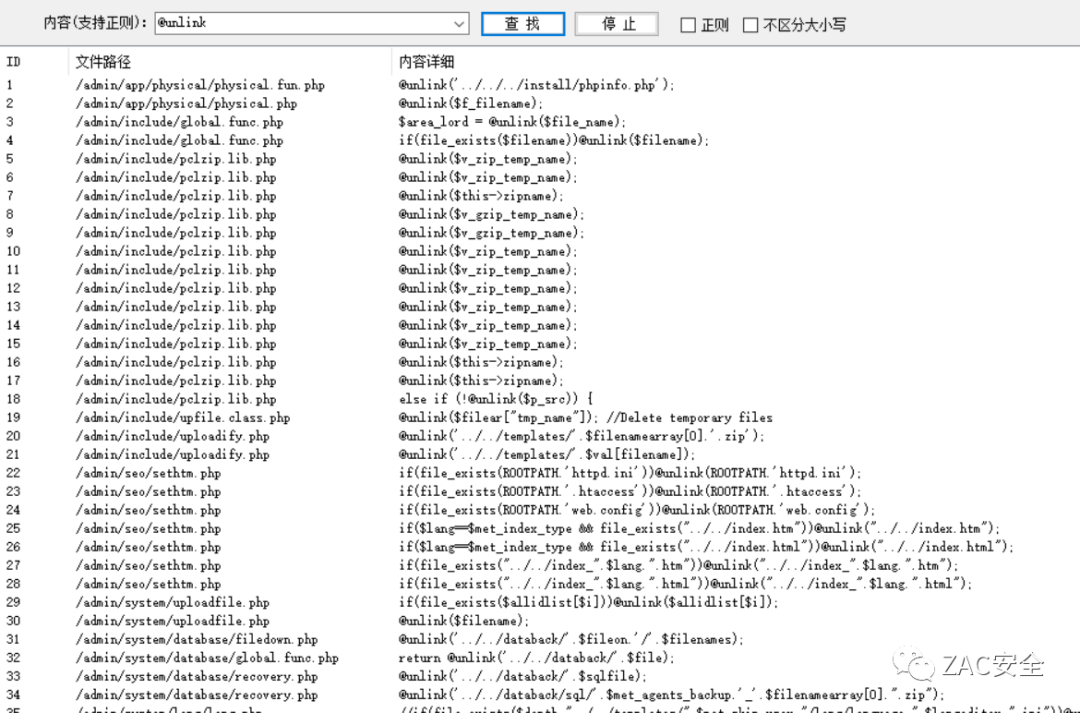 内容(支持正则): @unlink 查 找 停 止 正则 不区分大小写
ID 文件路径 内容详细
1 /admin/app/physical/physical.fun.php @unlink('../../../install/phpinfo.php');
2 /admin/app/physical/physical.php @unlink($f_filename);
3 /admin/include/global.func.php $area_lord = @unlink($file_name);
4 /admin/include/global.func.php if(file_exists($filename))@unlink($filename);
5 /admin/include/pclzip.lib.php @unlink($v_zip_temp_name);
6 /admin/include/pclzip.lib.php @unlink($v_zip_temp_name);
7 /admin/include/pclzip.lib.php @unlink($this->zipname);
8 /admin/include/pclzip.lib.php @unlink($v_gzip_temp_name);
9 /admin/include/pclzip.lib.php @unlink($v_gzip_temp_name);
10 /admin/include/pclzip.lib.php @unlink($v_zip_temp_name);
11 /admin/include/pclzip.lib.php @unlink($v_zip_temp_name);
12 /admin/include/pclzip.lib.php @unlink($v_zip_temp_name);
13 /admin/include/pclzip.lib.php @unlink($v_zip_temp_name);
14 /admin/include/pclzip.lib.php @unlink($v_zip_temp_name);
15 /admin/include/pclzip.lib.php @unlink($v_zip_temp_name);
16 /admin/include/pclzip.lib.php @unlink($this->zipname);
17 /admin/include/pclzip.lib.php @unlink($this->zipname);
18 /admin/include/pclzip.lib.php else if (!@unlink($p_src)) {
19 /admin/include/upfile.class.php @unlink($filear["tmp_name"]); //Delete temporary files
20 /admin/include/uploadify.php @unlink('../../templates/'.$filenamearray[0].'.zip');
21 /admin/include/uploadify.php @unlink('../../templates/'.$val[filename]);
22 /admin/seo/sethtm.php if(file_exists(ROOTPATH.'httpd.ini'))@unlink(ROOTPATH.'httpd.ini');
23 /admin/seo/sethtm.php if(file_exists(ROOTPATH.'.htaccess'))@unlink(ROOTPATH.'.htaccess');
24 /admin/seo/sethtm.php if(file_exists(ROOTPATH.'web.config'))@unlink(ROOTPATH.'web.config');
25 /admin/seo/sethtm.php if($lang==$met_index_type && file_exists("../../index.htm"))@unlink("../../index.htm");
26 /admin/seo/sethtm.php if($lang==$met_index_type && file_exists("../../index.html"))@unlink("../../index.html");
27 /admin/seo/sethtm.php if(file_exists("../../index_".$lang.".htm"))@unlink("../../index_".$lang.".htm");
28 /admin/seo/sethtm.php if(file_exists("../../index_".$lang.".html"))@unlink("../../index_".$lang.".html");
29 /admin/system/uploadfile.php if(file_exists($allidlist[$i]))@unlink($allidlist[$i]);
30 /admin/system/uploadfile.php @unlink($filename);
31 /admin/system/database/filedown.php @unlink('../../databack/'.$fileon.'/'.$filenames);
32 /admin/system/database/global.func.php return @unlink('../../databack/'.$file);
33 /admin/system/database/recovery.php @unlink('../../databack/'.$sqlfile);
34 /admin/system/database/recovery.php @unlink('../../databack/sql/'.$met_agents_backup.'_'.$filenamearray[0].".zip");
ZAC安全